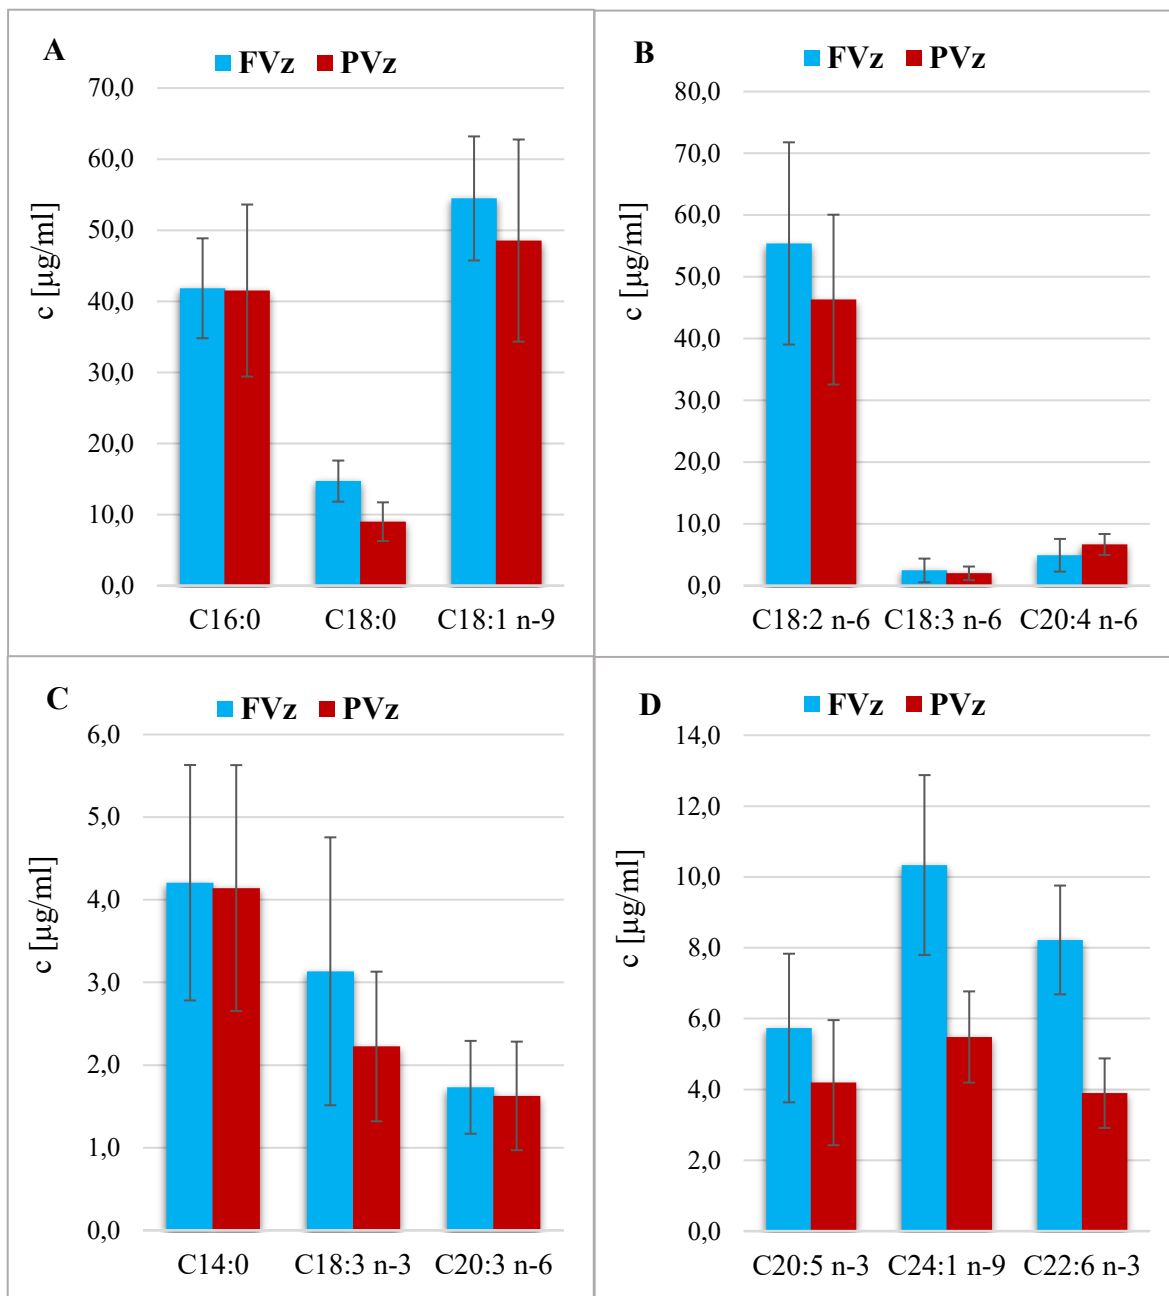 A
FVz PVz
70,0
60,0
50,0
40,0
30,0
20,0
10,0
0,0
c [µg/ml]
C16:0 C18:0 C18:1 n-9
B
FVz PVz
80,0
70,0
60,0
50,0
40,0
30,0
20,0
10,0
0,0
C18:2 n-6 C18:3 n-6 C20:4 n-6
c [µg/ml]
C
FVz PVz
6,0
5,0
4,0
3,0
2,0
1,0
0,0
c [µg/ml]
C14:0 C18:3 n-3 C20:3 n-6
D
FVz PVz
14,0
12,0
10,0
8,0
6,0
4,0
2,0
0,0
c [µg/ml]
C20:5 n-3 C24:1 n-9 C22:6 n-3